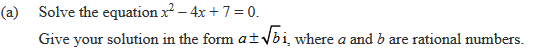 (a) Solve the equation x² – 4x + 7 = 0.
Give your solution in the form a ± √b i, where a and b are rational numbers.